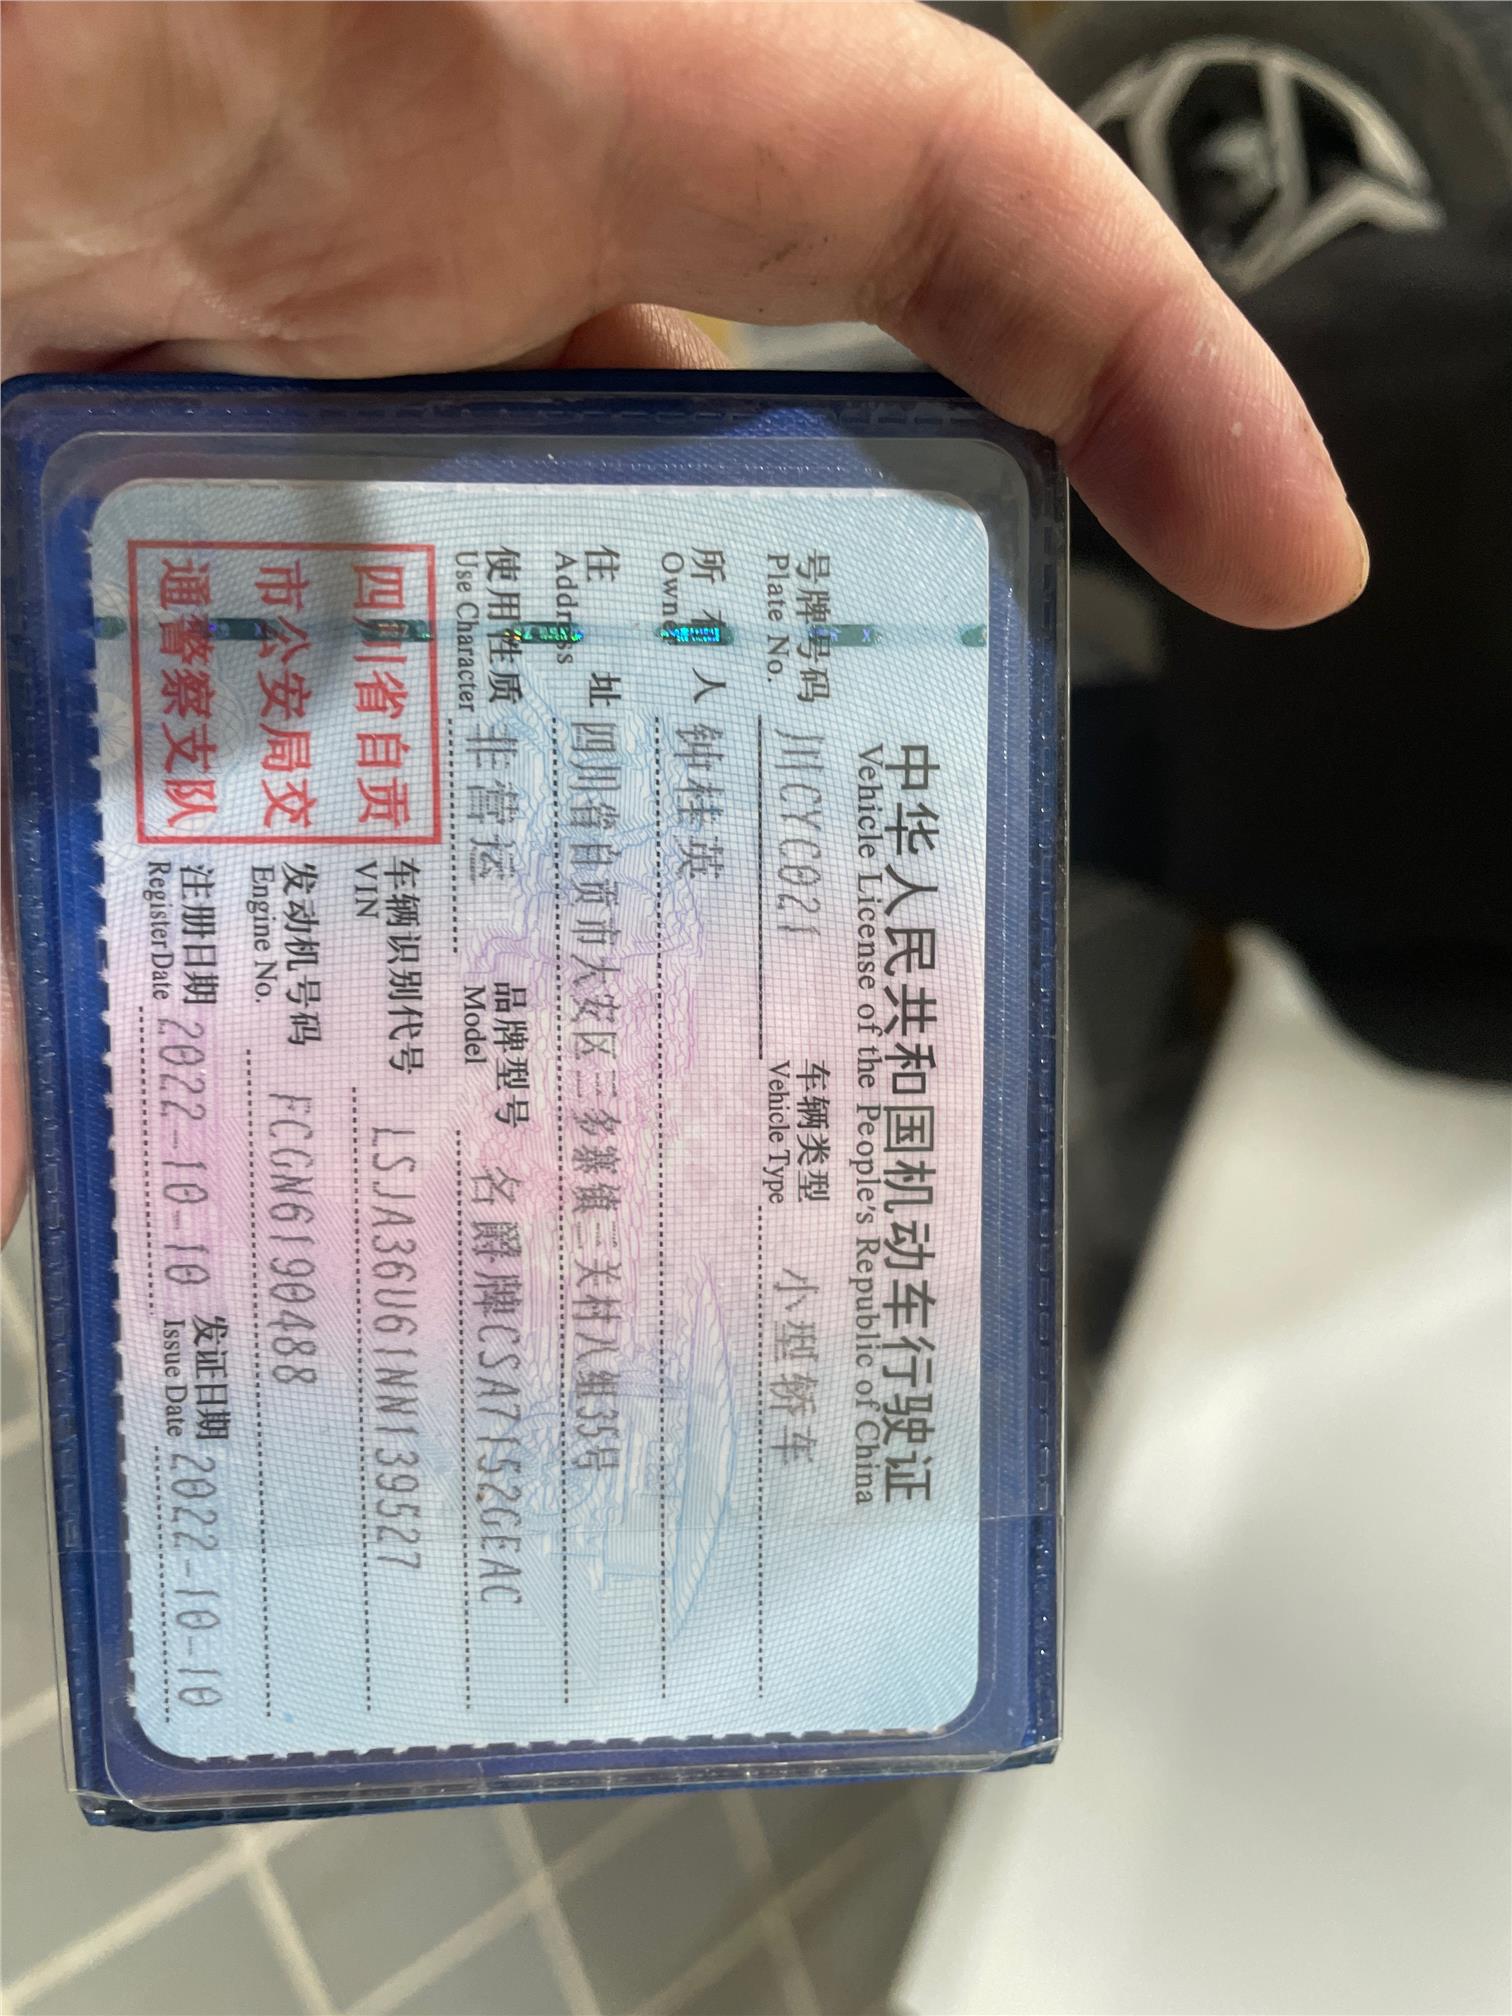 中华人民共和国机动车行驶证
Vehicle License of the People's Republic of China
号牌号码 川CYC021 车辆类型 小型轿车
Plate No. Vehicle Type
所有人 钟桂英
Owner
住址 四川省自贡市大安区三多寨镇三关村八组35号
Address
使用性质 非营运 品牌型号 名爵牌CSA7152GEAC
Use Character Model
四川省自贡
市公安局交
通警察支队
车辆识别代号 LSJA36U61NN139527
VIN
发动机号码 FCGN6190488
Engine No.
注册日期 2022-10-10 发证日期 2022-10-10
Register Date Issue Date